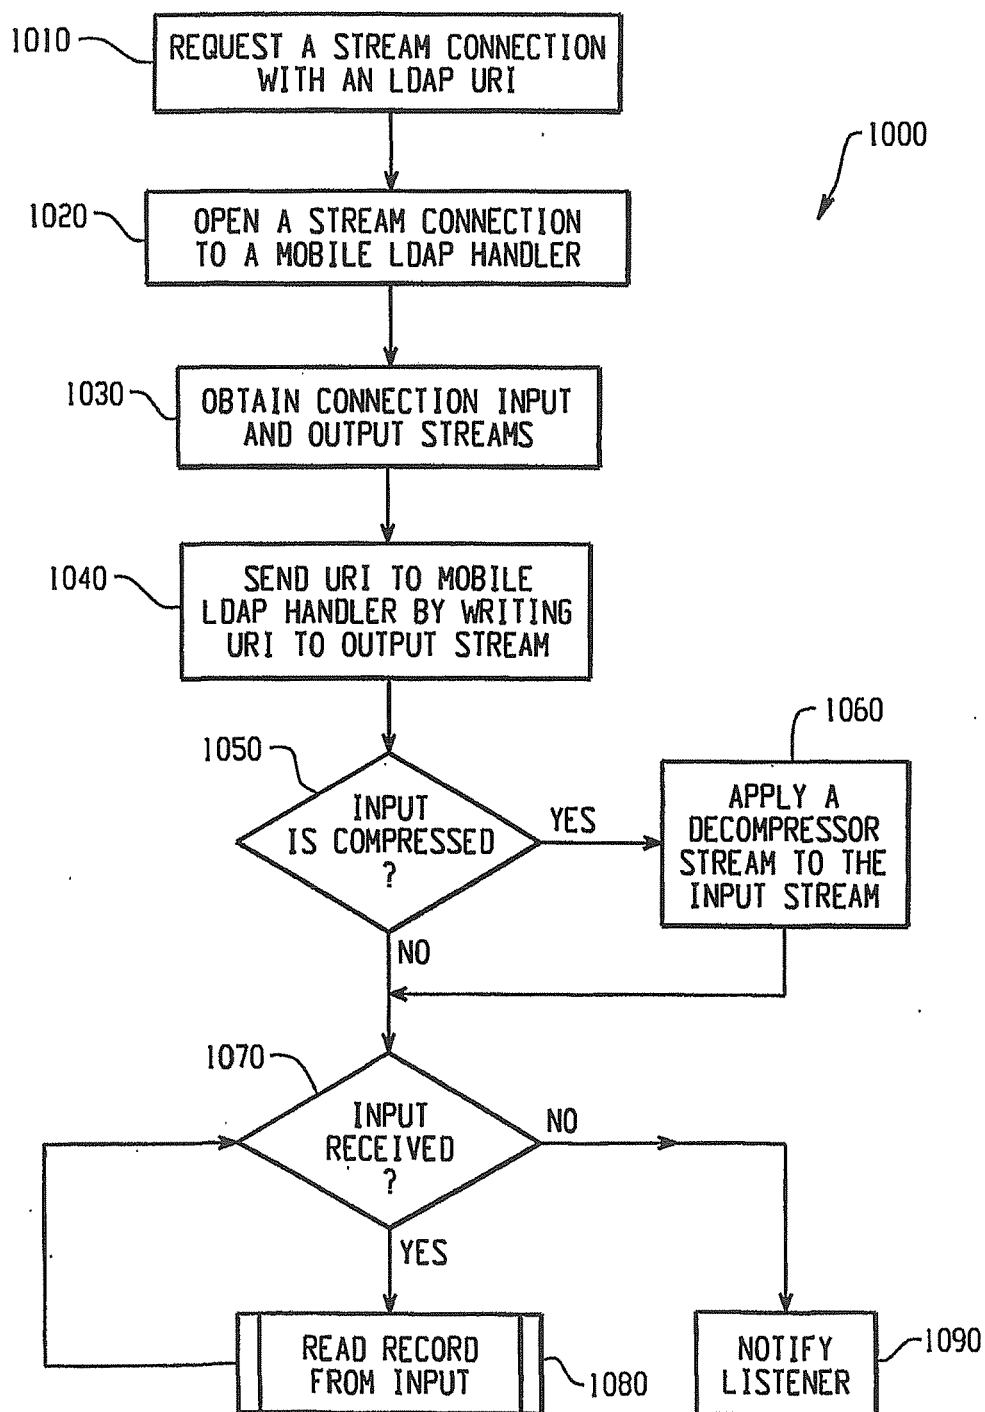 1010
REQUEST A STREAM CONNECTION
WITH AN LDAP URI
1000
1020
OPEN A STREAM CONNECTION
TO A MOBILE LDAP HANDLER
1030
OBTAIN CONNECTION INPUT
AND OUTPUT STREAMS
1040
SEND URI TO MOBILE
LDAP HANDLER BY WRITING
URI TO OUTPUT STREAM
1050
INPUT
IS COMPRESSED
?
YES
1060
APPLY A
DECOMPRESSOR
STREAM TO THE
INPUT STREAM
NO
1070
INPUT
RECEIVED
?
NO
YES
READ RECORD
FROM INPUT
1080
NOTIFY
LISTENER
1090